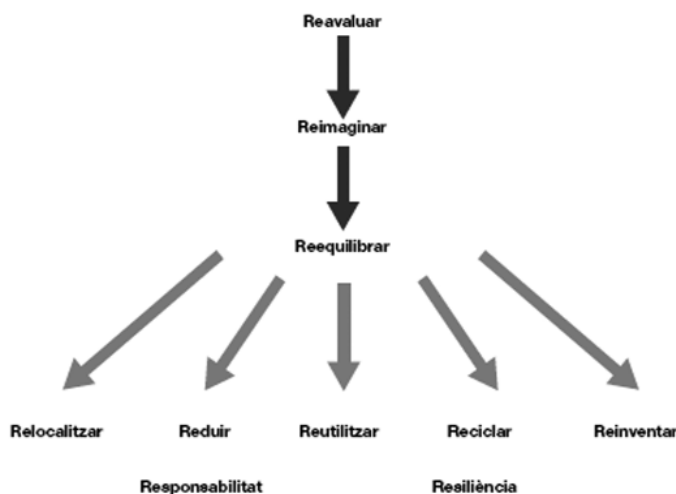 Reavaluar
Reimaginar
Reequilibrar
Relocalitzar Reduir Reutilitzar Reciclar Reinventar
Responsabilitat Resiliència